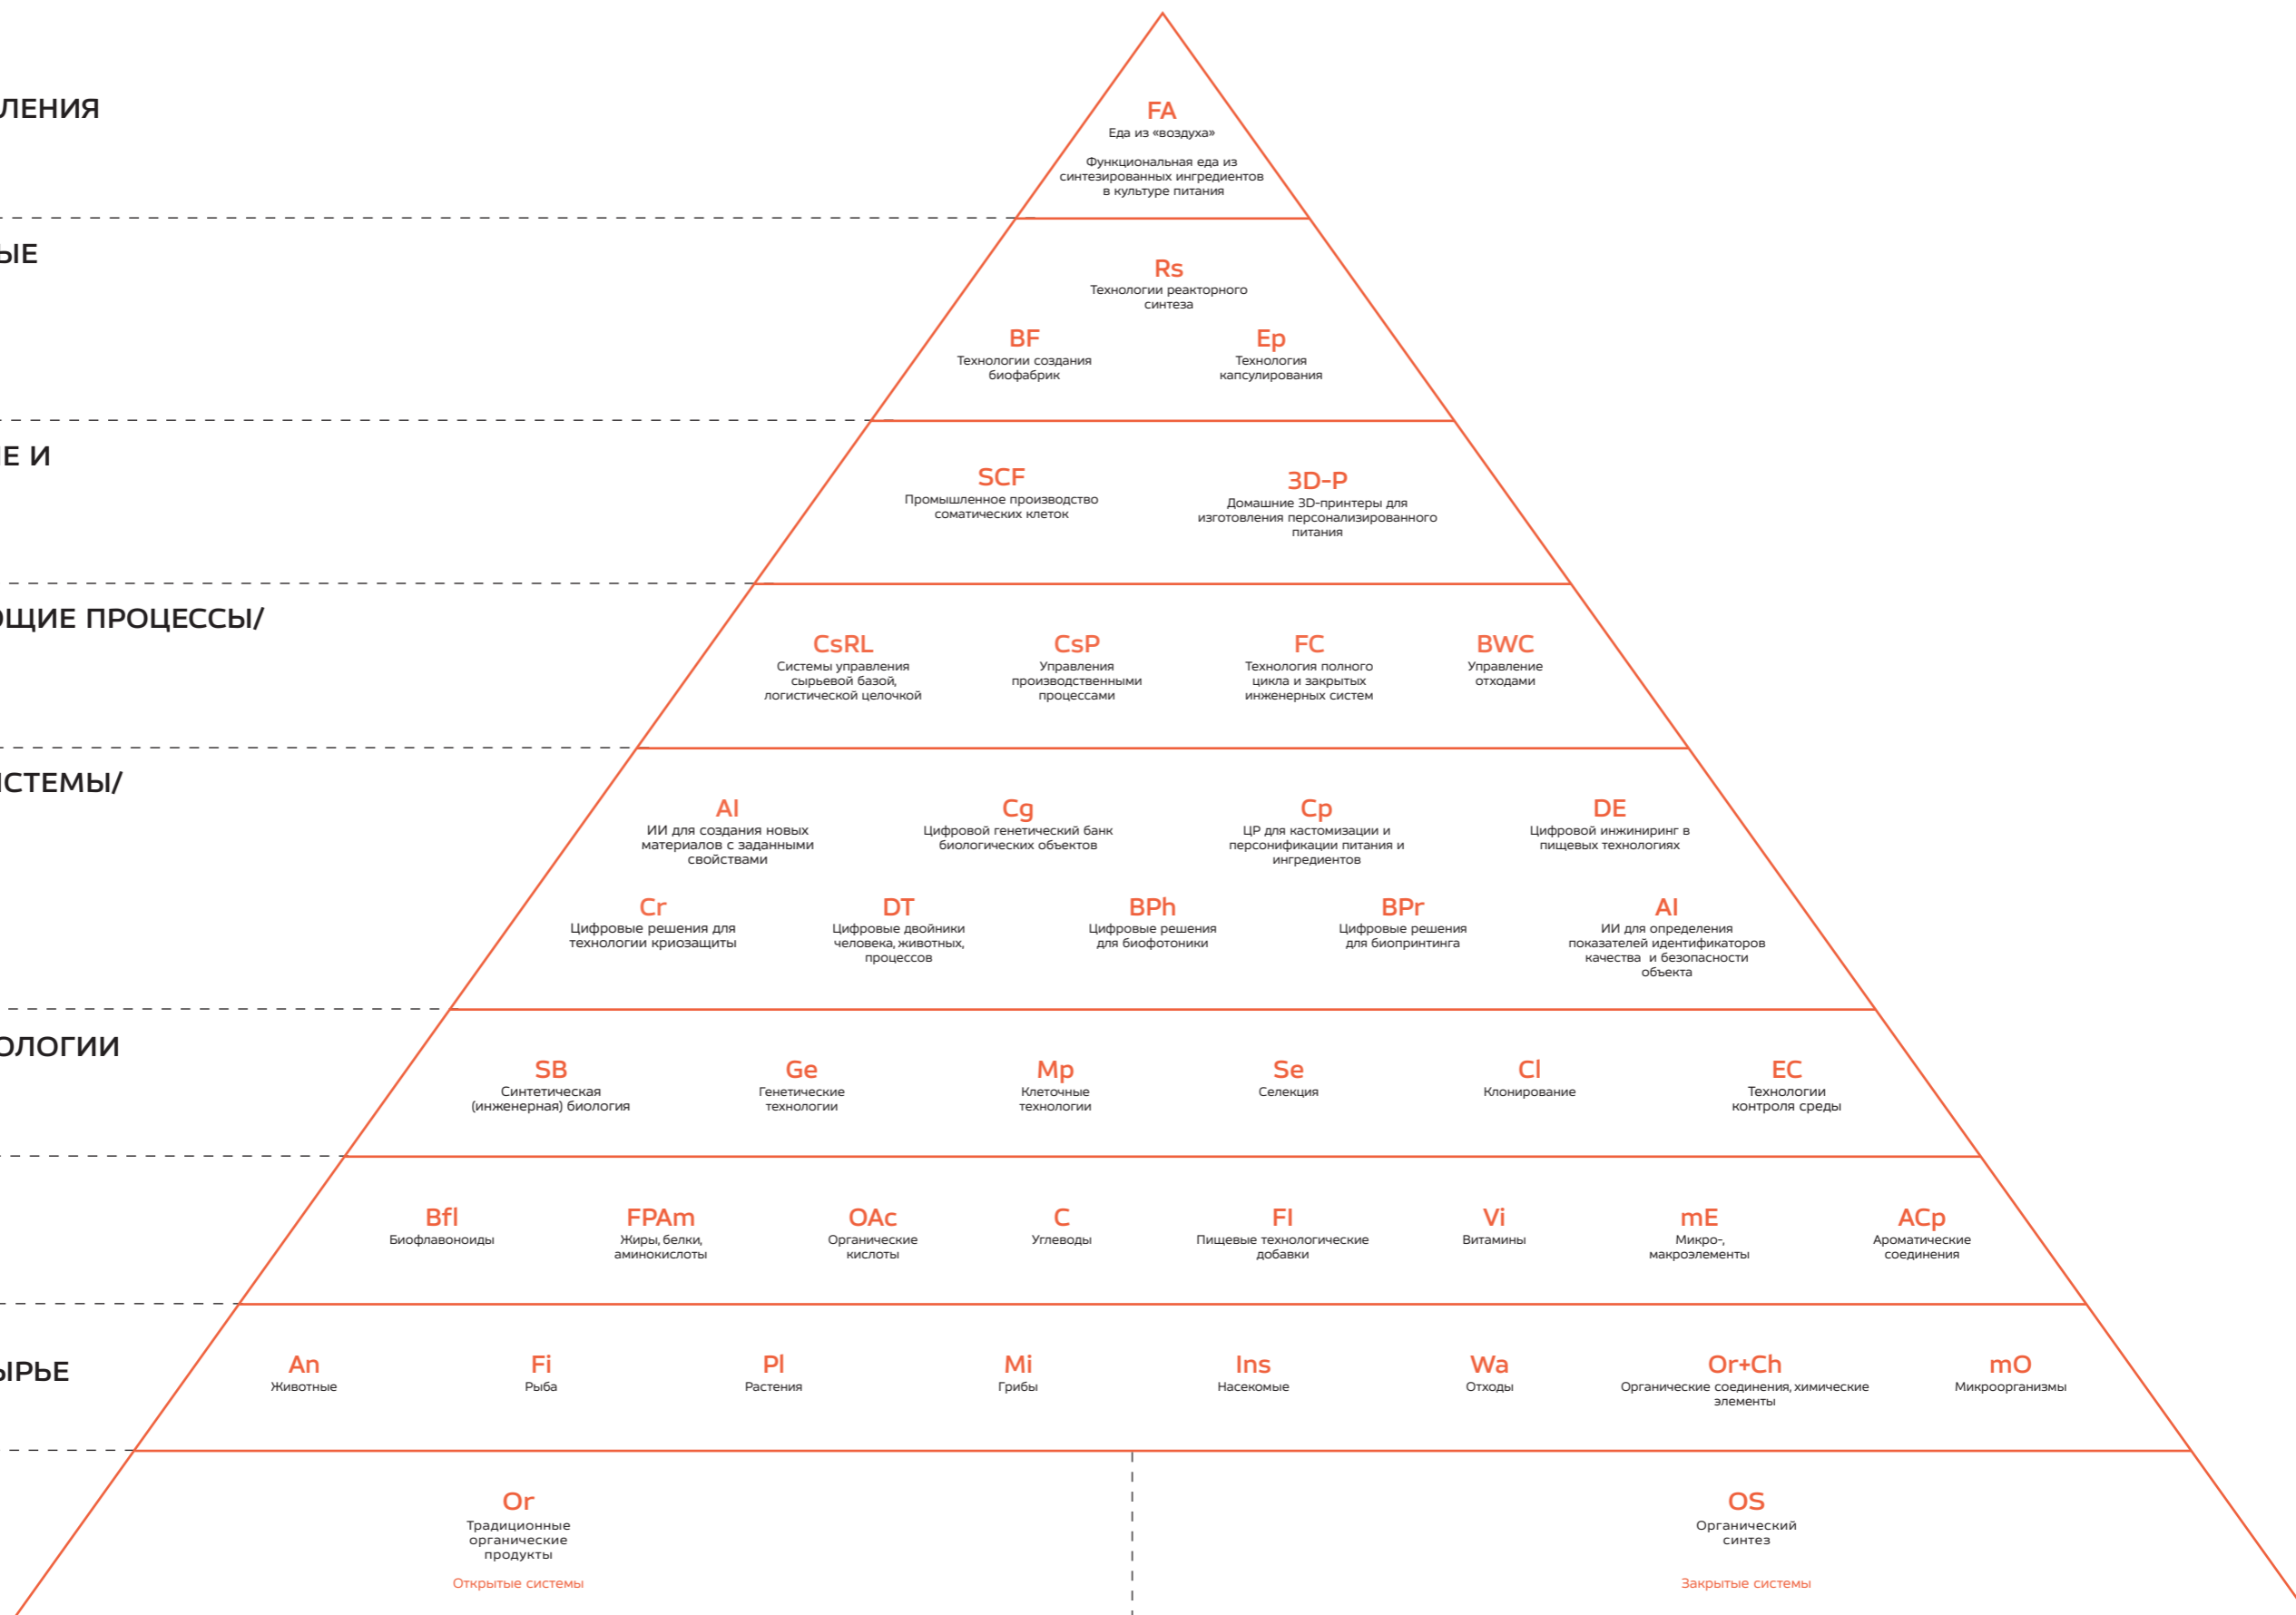 ЛЕНИЯ
FA
Еда из «воздуха»
Функциональная еда из
синтезированных ингредиентов
в культуре питания
ЫЕ
Rs
Технологии реакторного
синтеза
BF
Технологии создания
биофабрик
Ep
Технология
капсулирования
ИЕ И
SCF
Промышленное производство
соматических клеток
3D-P
Домашние 3D-принтеры для
изготовления персонализированного
питания
ЮЩИЕ ПРОЦЕССЫ/
CsRL
Системы управления
сырьевой базой,
логистической целочкой
CsP
Управления
производственными
процессами
FC
Технология полного
цикла и закрытых
инженерных систем
BWC
Управление
отходами
ИСТЕМЫ/
AI
ИИ для создания новых
материалов с заданными
свойствами
Cg
Цифровой генетический банк
биологических объектов
Cp
ЦР для кастомизации и
персонификации питания и
ингредиентов
DE
Цифровой инжиниринг в
пищевых технологиях
Cr
Цифровые решения для
технологии криозащиты
DT
Цифровые двойники
человека, животных,
процессов
BPh
Цифровые решения
для биофотоники
BPr
Цифровые решения
для биопринтинга
AI
ИИ для определения
показателей идентификаторов
качества и безопасности
объекта
ОЛОГИИ
SB
Синтетическая
(инженерная) биология
Ge
Генетические
технологии
Mp
Клеточные
технологии
Se
Селекция
Cl
Клонирование
EC
Технологии
контроля среды
Bfl
Биофлавоноиды
FPAm
Жиры, белки,
аминокислоты
OAc
Органические
кислоты
C
Углеводы
FI
Пищевые технологические
добавки
Vi
Витамины
mE
Микро-,
макроэлементы
ACp
Ароматические
соединения
ЫРЬЕ
An
Животные
Fi
Рыба
Pl
Растения
Mi
Грибы
Ins
Насекомые
Wa
Отходы
Or+Ch
Органические соединения, химические
элементы
mO
Микроорганизмы
Or
Традиционные
органические
продукты
Открытые системы
OS
Органический
синтез
Закрытые системы